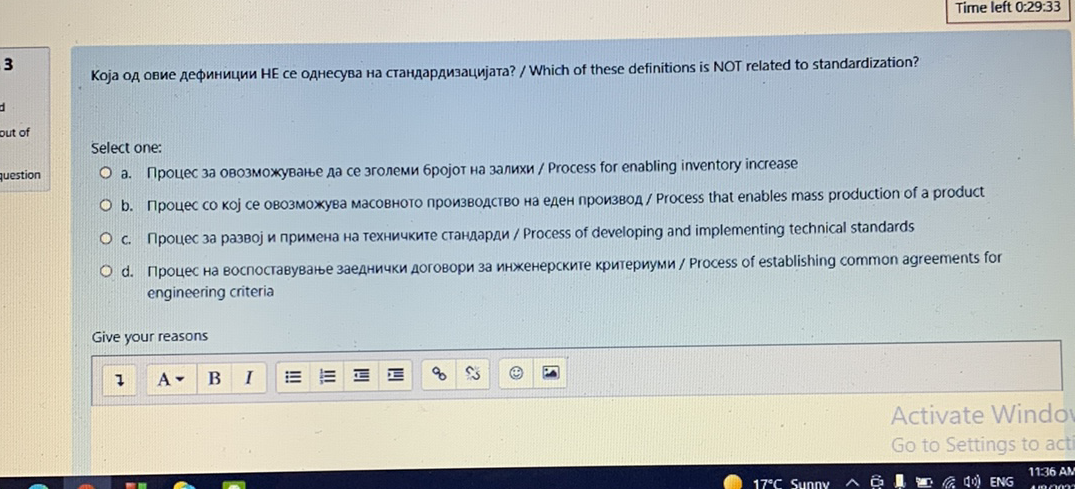 Time left 0:29:33
3
out of
question
Која од овие дефиниции НЕ се однесува на стандардизацијата? / Which of these definitions is NOT related to standardization?
Select one:
a. Процес за овозможување да се зголеми бројот на залихи / Process for enabling inventory increase
b. Процес со кој се овозможува масовното производство на еден производ / Process that enables mass production of a product
c. Процес за развој и примена на техничките стандарди / Process of developing and implementing technical standards
d. Процес на воспоставување заеднички договори за инженерските критериуми / Process of establishing common agreements for
engineering criteria
Give your reasons
A B I
Activate Windo
Go to Settings to acti
17°C Sunny ENG 11:36 AM